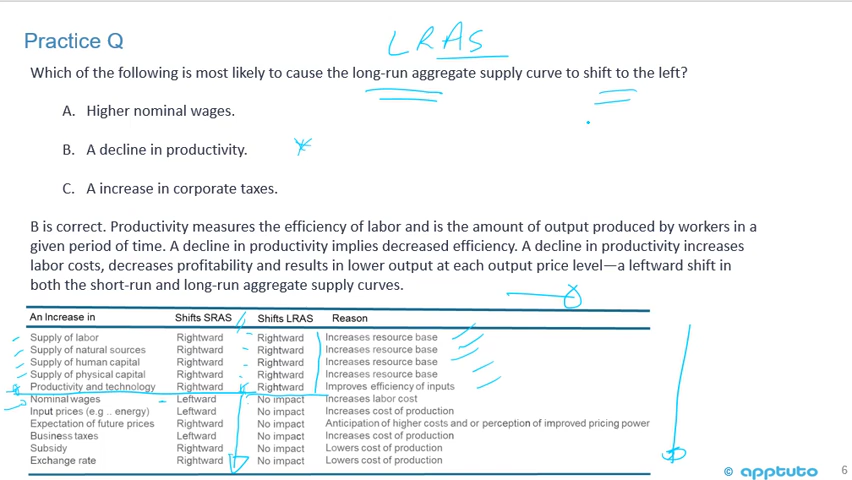 Practice Q
LRAS
Which of the following is most likely to cause the long-run aggregate supply curve to shift to the left?
A. Higher nominal wages.
B. A decline in productivity.
C. A increase in corporate taxes.
B is correct. Productivity measures the efficiency of labor and is the amount of output produced by workers in a
given period of time. A decline in productivity implies decreased efficiency. A decline in productivity increases
labor costs, decreases profitability and results in lower output at each output price level—a leftward shift in
both the short-run and long-run aggregate supply curves.
An Increase in Shifts SRAS Shifts LRAS Reason
Supply of labor Rightward Rightward Increases resource base
Supply of natural sources Rightward Rightward Increases resource base
Supply of human capital Rightward Rightward Increases resource base
Supply of physical capital Rightward Rightward Increases resource base
Productivity and technology Rightward Rightward Improves efficiency of inputs
Nominal wages Leftward No impact Increases labor cost
Input prices (e.g .. energy) Leftward No impact Increases cost of production
Expectation of future prices Rightward No impact Anticipation of higher costs and or perception of improved pricing power
Business taxes Leftward No impact Increases cost of production
Subsidy Rightward No impact Lowers cost of production
Exchange rate Rightward No impact Lowers cost of production
© apptuto 6